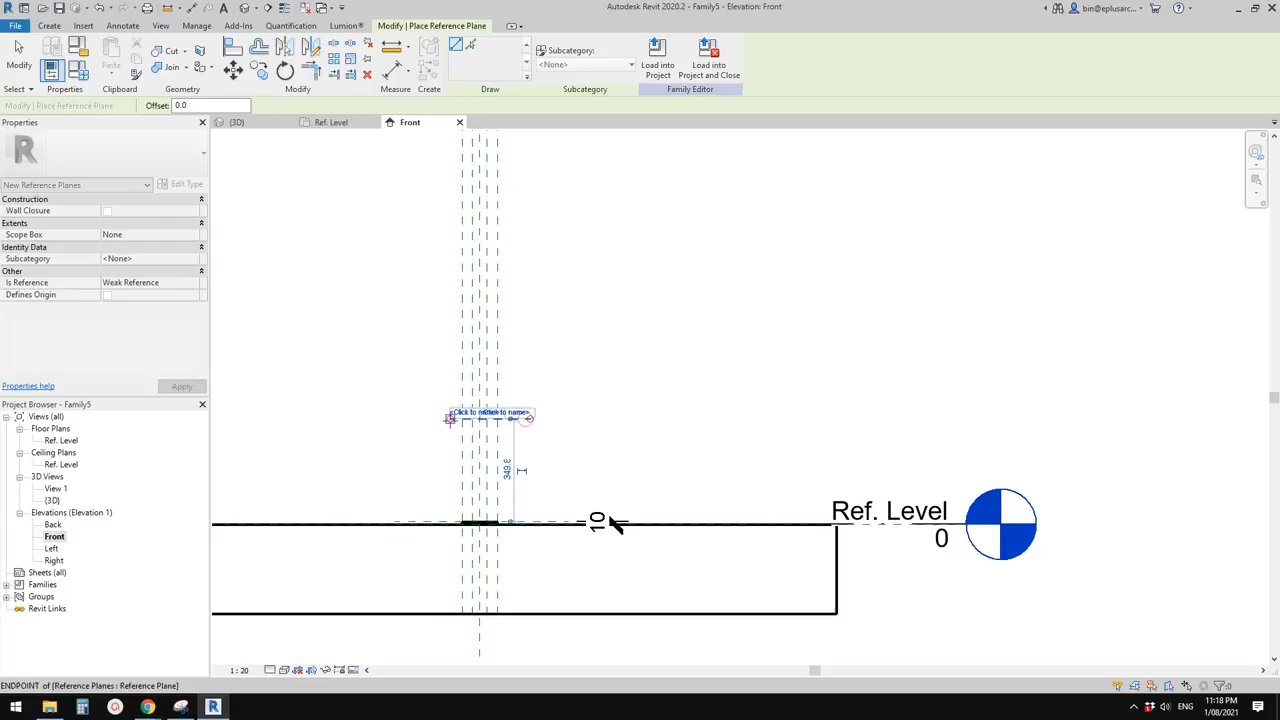 Autodesk Revit 2020.2 - Family5 - Elevation: Front
bin@eplusarc...
File Create Insert Annotate View Manage Add-Ins Quantification Lumion® Modify | Place Reference Plane
Modify
Paste
Cut
Join
Create
Subcategory:
<None>
Load into Project
Load into Project and Close
Select Properties Clipboard Geometry Modify Measure Create Draw Subcategory Family Editor
Modify | Place Reference Plane Offset: 0.0
Properties
{3D} Ref. Level Front
New Reference Planes Edit Type
Construction
Wall Closure
Extents
Scope Box None
Identity Data
Subcategory <None>
Other
Is Reference Weak Reference
Defines Origin
Properties help Apply
Project Browser - Family5
Views (all)
Floor Plans
Ref. Level
Ceiling Plans
Ref. Level
3D Views
View 1
{3D}
Elevations (Elevation 1)
Back
Front
Left
Right
Sheets (all)
Families
Groups
Revit Links
349.8
10
Ref. Level
0
1 : 20
ENDPOINT of [Reference Planes : Reference Plane]
:0
ENG
11:18 PM
1/08/2021